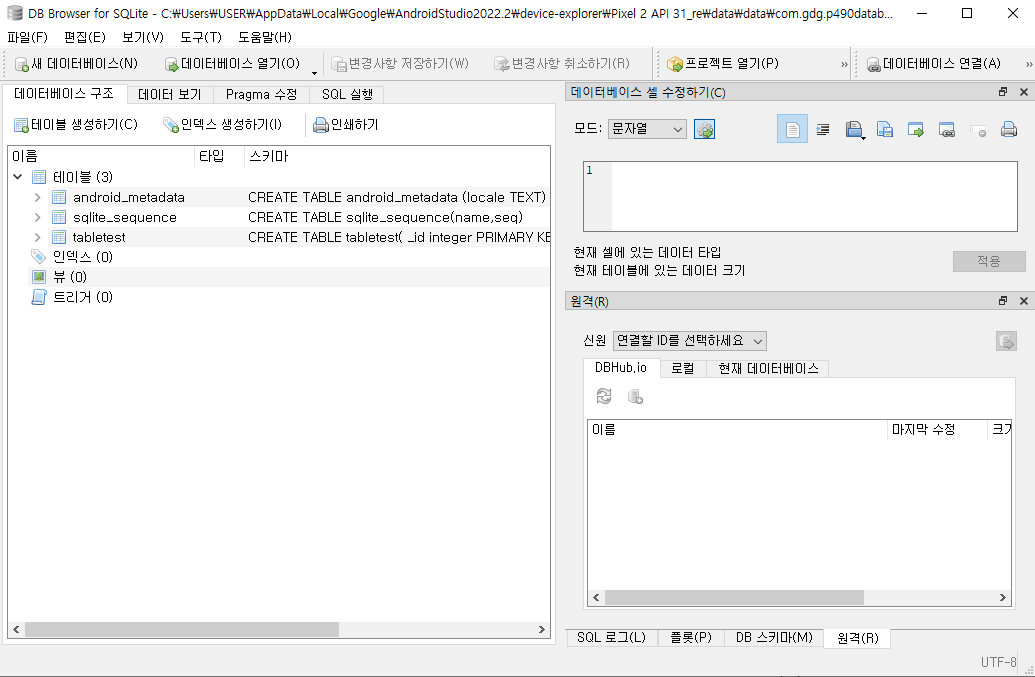 DB Browser for SQLite - C:₩Users₩USER₩AppData₩Local₩Google₩AndroidStudio2022.2₩device-explorer₩Pixel 2 API 31_re₩data₩data₩com.gdg.p490datab...
파일(F) 편집(E) 보기(V) 도구(T) 도움말(H)
새 데이터베이스(N) 데이터베이스 열기(O) 변경사항 저장하기(W) 변경사항 취소하기(R) 프로젝트 열기(P) » 데이터베이스 연결(A) »
데이터베이스 구조 데이터 보기 Pragma 수정 SQL 실행
테이블 생성하기(C) 인덱스 생성하기(I) 인쇄하기
이름 타입 스키마
테이블 (3)
android_metadata CREATE TABLE android_metadata (locale TEXT)
sqlite_sequence CREATE TABLE sqlite_sequence(name,seq)
tabletest CREATE TABLE tabletest( _id integer PRIMARY KE
인덱스 (0)
뷰 (0)
트리거 (0)
데이터베이스 셀 수정하기(C)
모드: 문자열
1
현재 셀에 있는 데이터 타입
현재 테이블에 있는 데이터 크기
적용
원격(R)
신원 연결할 ID를 선택하세요
DBHub.io 로컬 현재 데이터베이스
이름 마지막 수정 크기
SQL 로그(L) 플롯(P) DB 스키마(M) 원격(R)
UTF-8